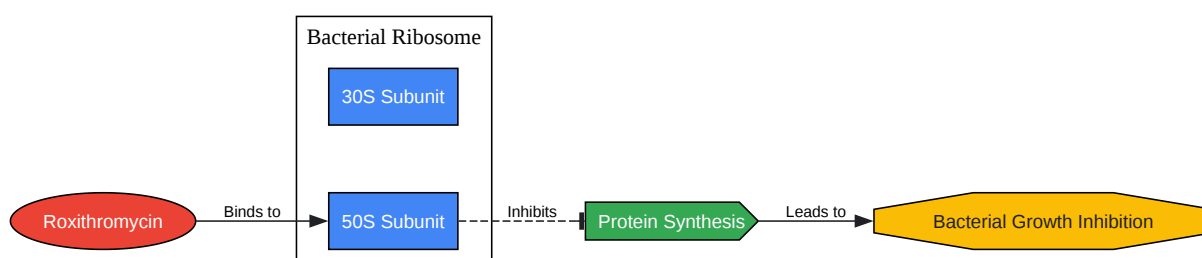 Bacterial Ribosome
30S Subunit
Roxithromycin
Binds to
50S Subunit
Inhibits
Protein Synthesis
Leads to
Bacterial Growth Inhibition